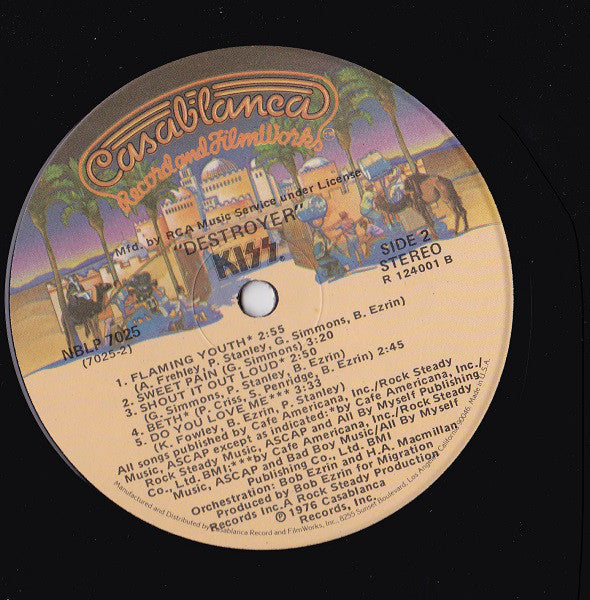 Casablanca
Record and FilmWorks
Mfd. by RCA Music Service under License
"DESTROYER"
KISS®
SIDE 2
STEREO
R 124001 B
NBLP 7025
(7025-2)
1. FLAMING YOUTH* 2:55
(A. Frehley, P. Stanley, G. Simmons, B. Ezrin)
2. SWEET PAIN (G. Simmons) 3:20
3. SHOUT IT OUT LOUD* 2:50
(G. Simmons, P. Stanley, B. Ezrin)
4. BETH** (P. Criss, S. Penridge, B. Ezrin) 2:45
5. DO YOU LOVE ME*** 3:33
(K. Fowley, B. Ezrin, P. Stanley)
All songs published by Cafe Americana, Inc./Rock Steady
Music, ASCAP except as indicated: *by Cafe Americana, Inc./
Rock Steady Music, ASCAP and All By Myself Publishing
Co., Ltd. BMI. ***by Cafe Americana, Inc./Rock Steady
Music, ASCAP and Bad Boy Music/All By Myself
Publishing Co., Ltd. BMI
Orchestration: Bob Ezrin and H.A. Macmillan
Produced by Bob Ezrin for Migration
Records Inc. A Rock Steady Production
℗ 1976 Casablanca
Records, Inc.
Manufactured and Distributed by Casablanca Record and FilmWorks, Inc., 8255 Sunset Boulevard, Los Angeles, California 90046, Made in U.S.A.